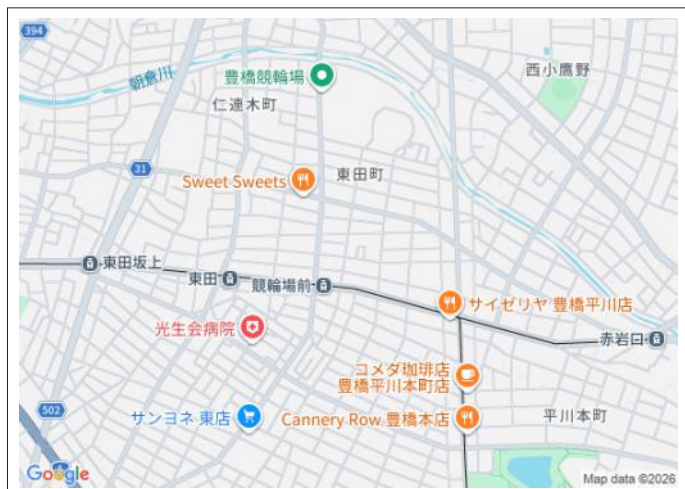 394
朝倉川
豊橋競輪場
西小鷹野
仁連木町
31
Sweet Sweets
東田町
東田坂上
東田
競輪場前
サイゼリヤ 豊橋平川店
光生会病院
赤岩口
コメダ珈琲店
豊橋平川本町店
502
サンヨネ 東店
Cannery Row 豊橋本店
平川本町
Google
Map data ©2026